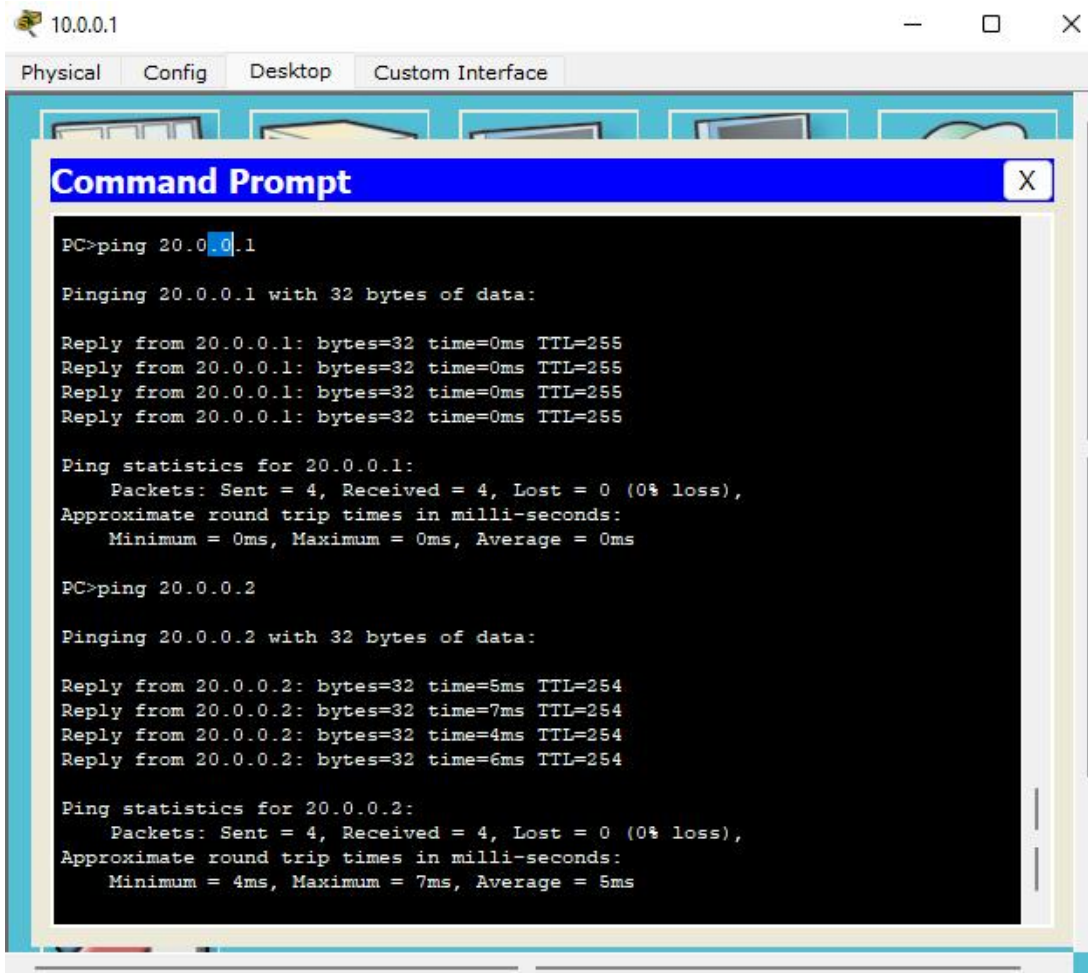 10.0.0.1
Physical Config Desktop Custom Interface
Command Prompt X
PC>ping 20.0.0.1
Pinging 20.0.0.1 with 32 bytes of data:
Reply from 20.0.0.1: bytes=32 time=0ms TTL=255
Reply from 20.0.0.1: bytes=32 time=0ms TTL=255
Reply from 20.0.0.1: bytes=32 time=0ms TTL=255
Reply from 20.0.0.1: bytes=32 time=0ms TTL=255
Ping statistics for 20.0.0.1:
Packets: Sent = 4, Received = 4, Lost = 0 (0% loss),
Approximate round trip times in milli-seconds:
Minimum = 0ms, Maximum = 0ms, Average = 0ms
PC>ping 20.0.0.2
Pinging 20.0.0.2 with 32 bytes of data:
Reply from 20.0.0.2: bytes=32 time=5ms TTL=254
Reply from 20.0.0.2: bytes=32 time=7ms TTL=254
Reply from 20.0.0.2: bytes=32 time=4ms TTL=254
Reply from 20.0.0.2: bytes=32 time=6ms TTL=254
Ping statistics for 20.0.0.2:
Packets: Sent = 4, Received = 4, Lost = 0 (0% loss),
Approximate round trip times in milli-seconds:
Minimum = 4ms, Maximum = 7ms, Average = 5ms